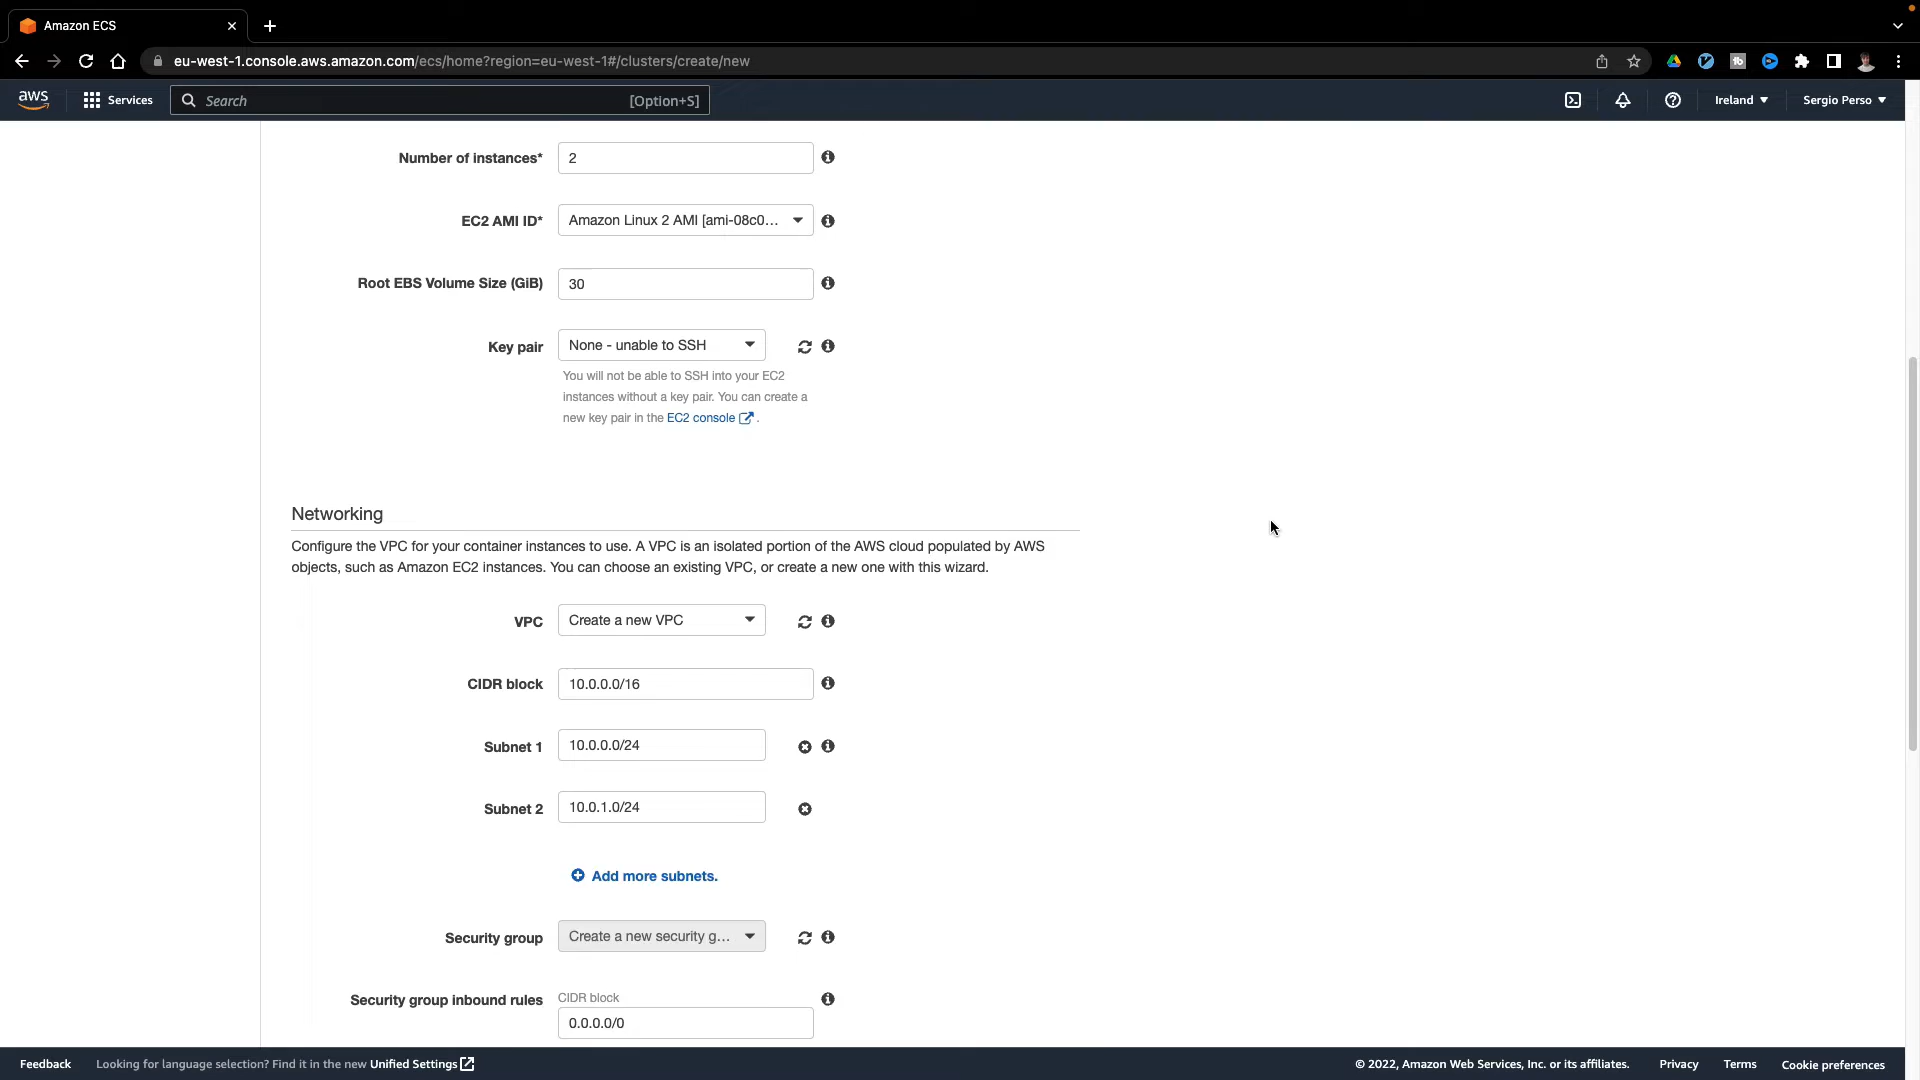 Amazon ECS
eu-west-1.console.aws.amazon.com/ecs/home?region=eu-west-1#/clusters/create/new
aws
Services
Search
[Option+S]
Ireland
Sergio Perso
Number of instances*
2
EC2 AMI ID*
Amazon Linux 2 AMI [ami-08c0...
Root EBS Volume Size (GiB)
30
Key pair
None - unable to SSH
You will not be able to SSH into your EC2
instances without a key pair. You can create a
new key pair in the EC2 console .
Networking
Configure the VPC for your container instances to use. A VPC is an isolated portion of the AWS cloud populated by AWS
objects, such as Amazon EC2 instances. You can choose an existing VPC, or create a new one with this wizard.
VPC
Create a new VPC
CIDR block
10.0.0.0/16
Subnet 1
10.0.0.0/24
Subnet 2
10.0.1.0/24
Add more subnets.
Security group
Create a new security g...
Security group inbound rules
CIDR block
0.0.0.0/0
Feedback
Looking for language selection? Find it in the new Unified Settings
© 2022, Amazon Web Services, Inc. or its affiliates.
Privacy
Terms
Cookie preferences